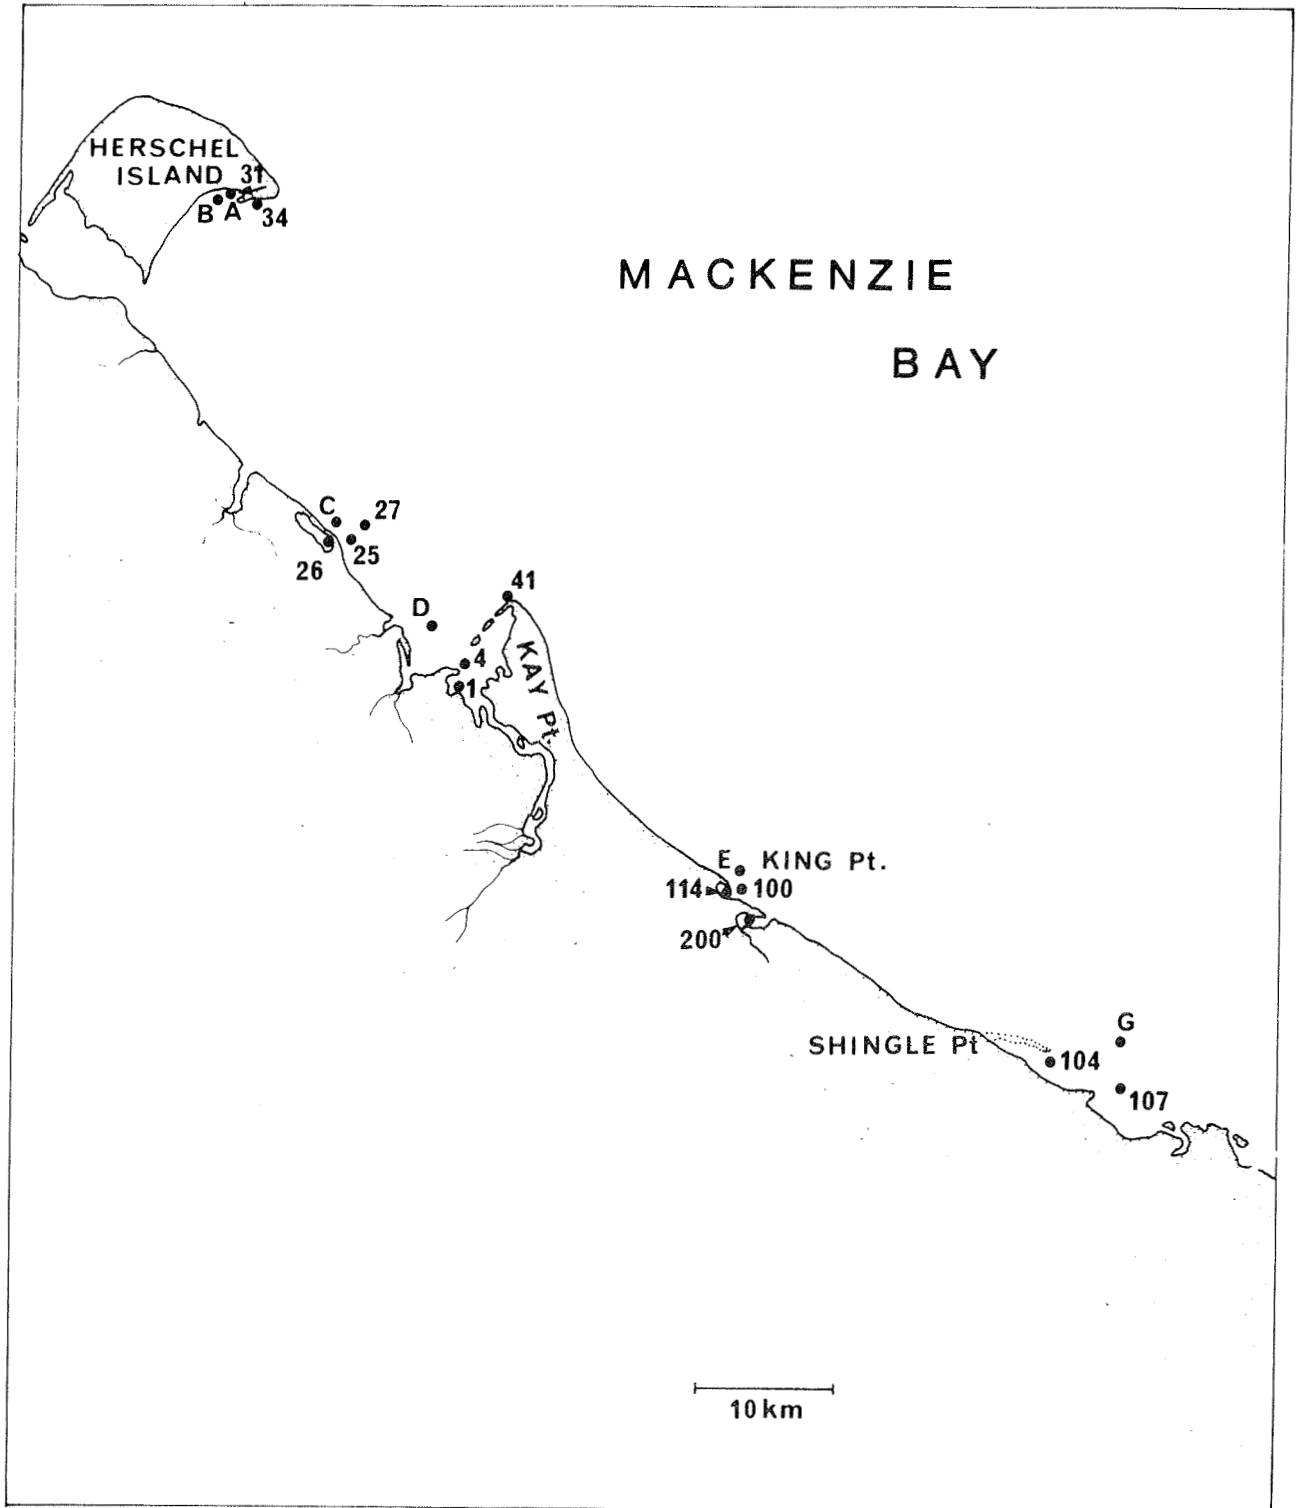 HERSCHEL
ISLAND
31
B
A
34
MACKENZIE
BAY
C
27
25
26
41
D
4
KAY Pt.
1
E
KING Pt.
114
100
200
G
SHINGLE Pt
104
107
10 km